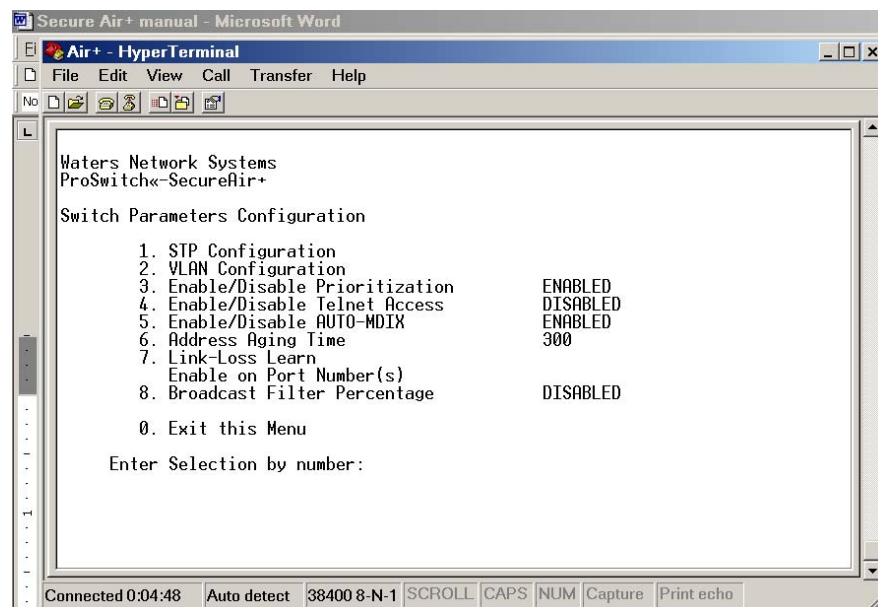 Secure Air+ manual - Microsoft Word
Air+ - HyperTerminal
File Edit View Call Transfer Help
No
L
Waters Network Systems
ProSwitch«-SecureAir+
Switch Parameters Configuration
1. STP Configuration
2. VLAN Configuration
3. Enable/Disable Prioritization ENABLED
4. Enable/Disable Telnet Access DISABLED
5. Enable/Disable AUTO-MDIX ENABLED
6. Address Aging Time 300
7. Link-Loss Learn
Enable on Port Number(s)
8. Broadcast Filter Percentage DISABLED
0. Exit this Menu
Enter Selection by number:
1
Connected 0:04:48 Auto detect 38400 8-N-1 SCROLL CAPS NUM Capture Print echo